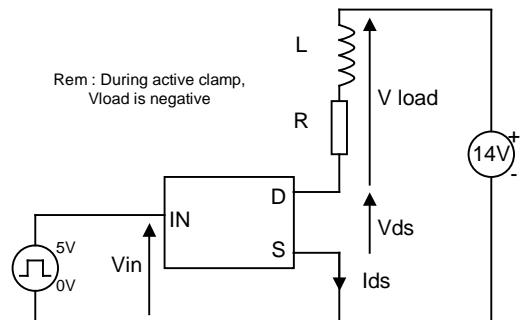 L
Rem : During active clamp,
Vload is negative
V load
R
14V
+
-
D
IN
Vds
S
5V
0V
Vin
Ids